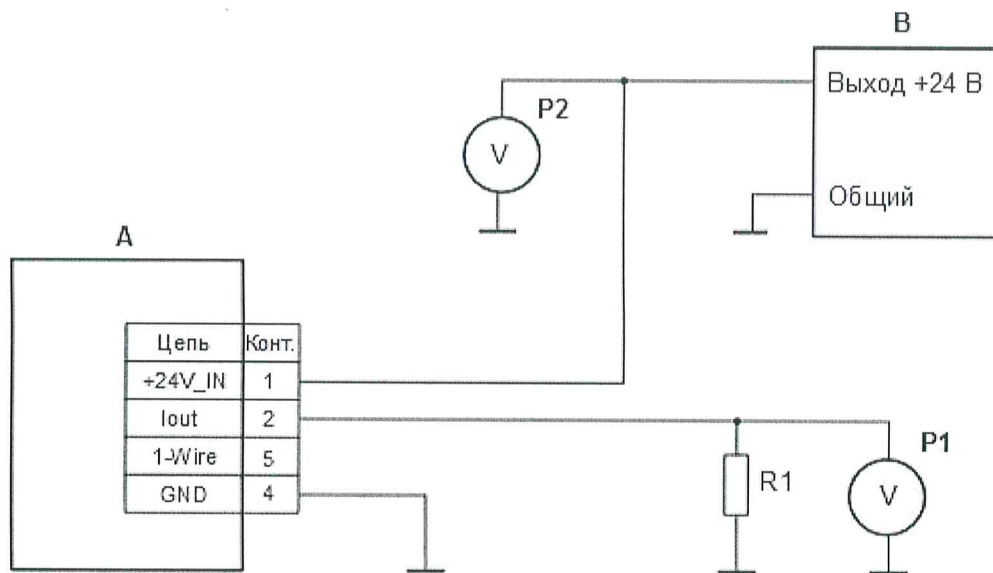 B
Выход +24 В
P2
V
Общий
A
Цепь Конт.
+24V_IN 1
Iout 2
1-Wire 5
GND 4
R1
P1
V